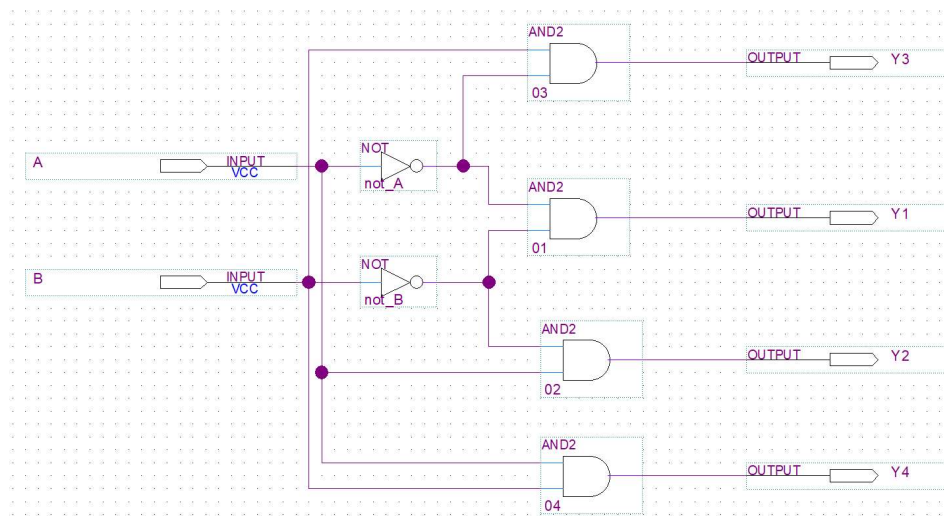 AND2
OUTPUT Y3
03
A INPUT
VCC
NOT
not_A
AND2
OUTPUT Y1
01
B INPUT
VCC
NOT
not_B
AND2
OUTPUT Y2
02
AND2
OUTPUT Y4
04